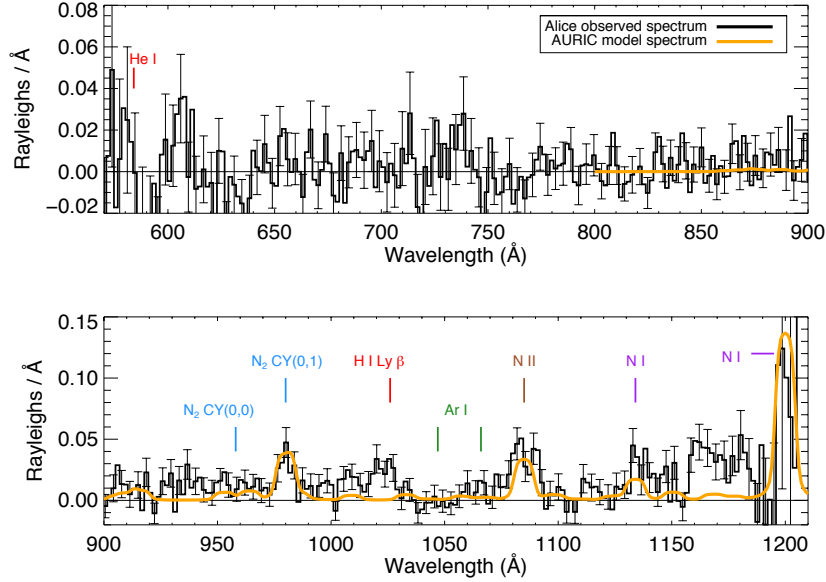 0.08
0.06
0.04
0.02
0.00
−0.02
Rayleighs / Å
He I
Alice observed spectrum
AURIC model spectrum
600 650 700 750 800 850 900
Wavelength (Å)
0.15
0.10
0.05
0.00
Rayleighs / Å
N₂ CY(0,0)
N₂ CY(0,1)
H I Ly β
Ar I
N II
N I
N I
900 950 1000 1050 1100 1150 1200
Wavelength (Å)